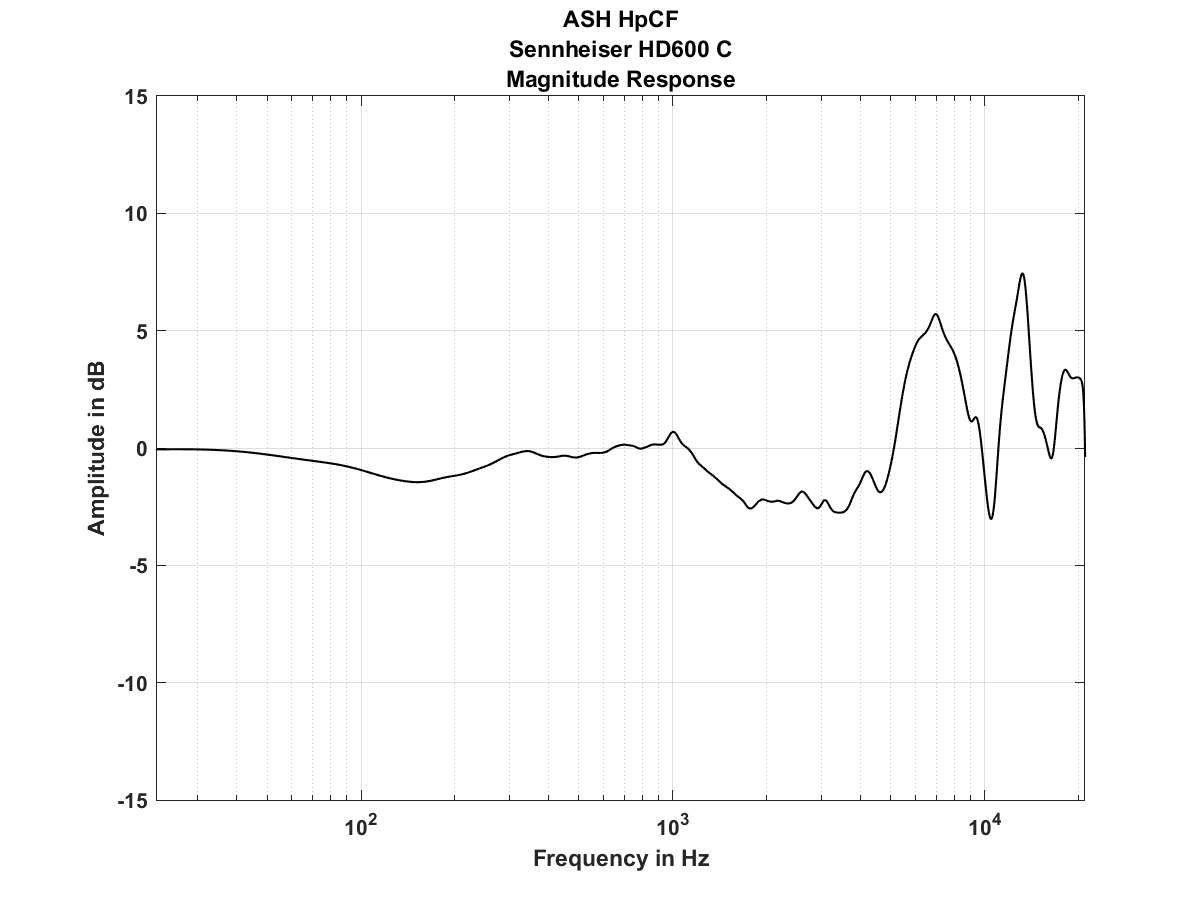 ASH HpCF
Sennheiser HD600 C
Magnitude Response
15
10
5
0
-5
-10
-15
Amplitude in dB
10^2
10^3
10^4
Frequency in Hz